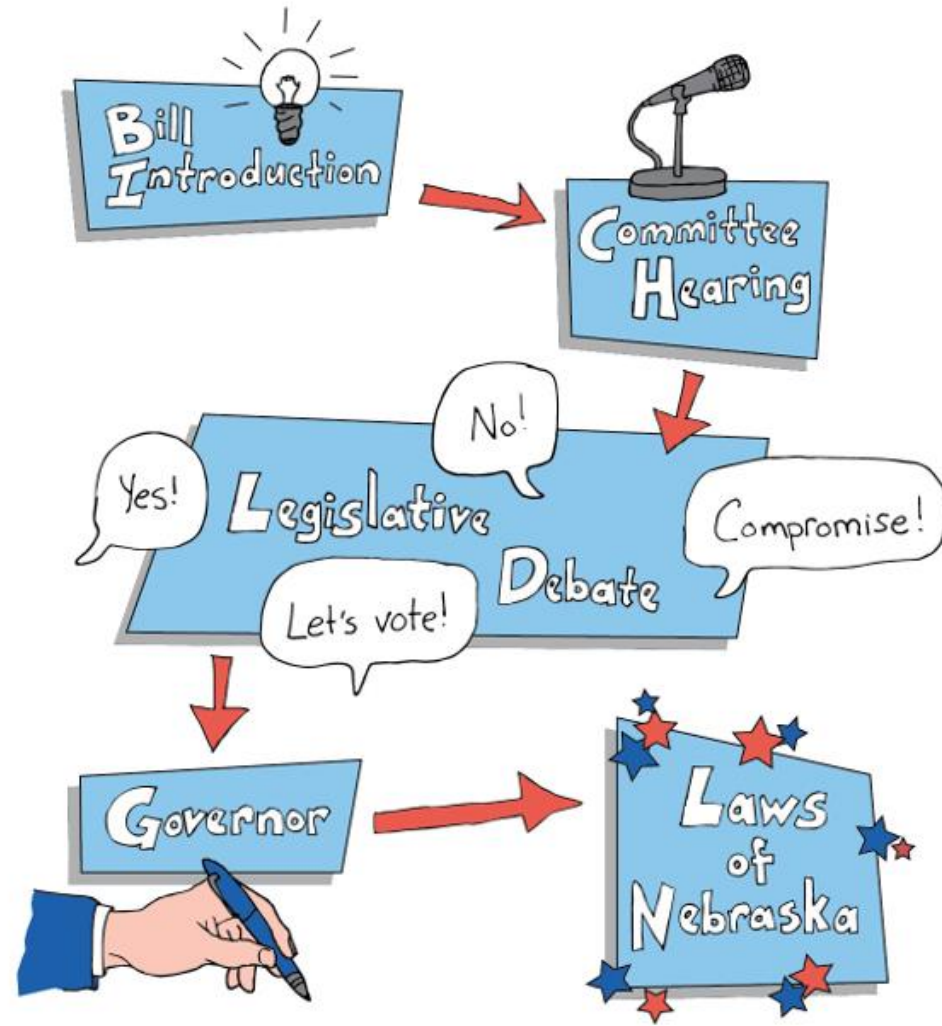 Bill
Introduction
Committee
Hearing
No!
Yes!
Legislative
Compromise!
Debate
Let's vote!
Governor
Laws
of
Nebraska